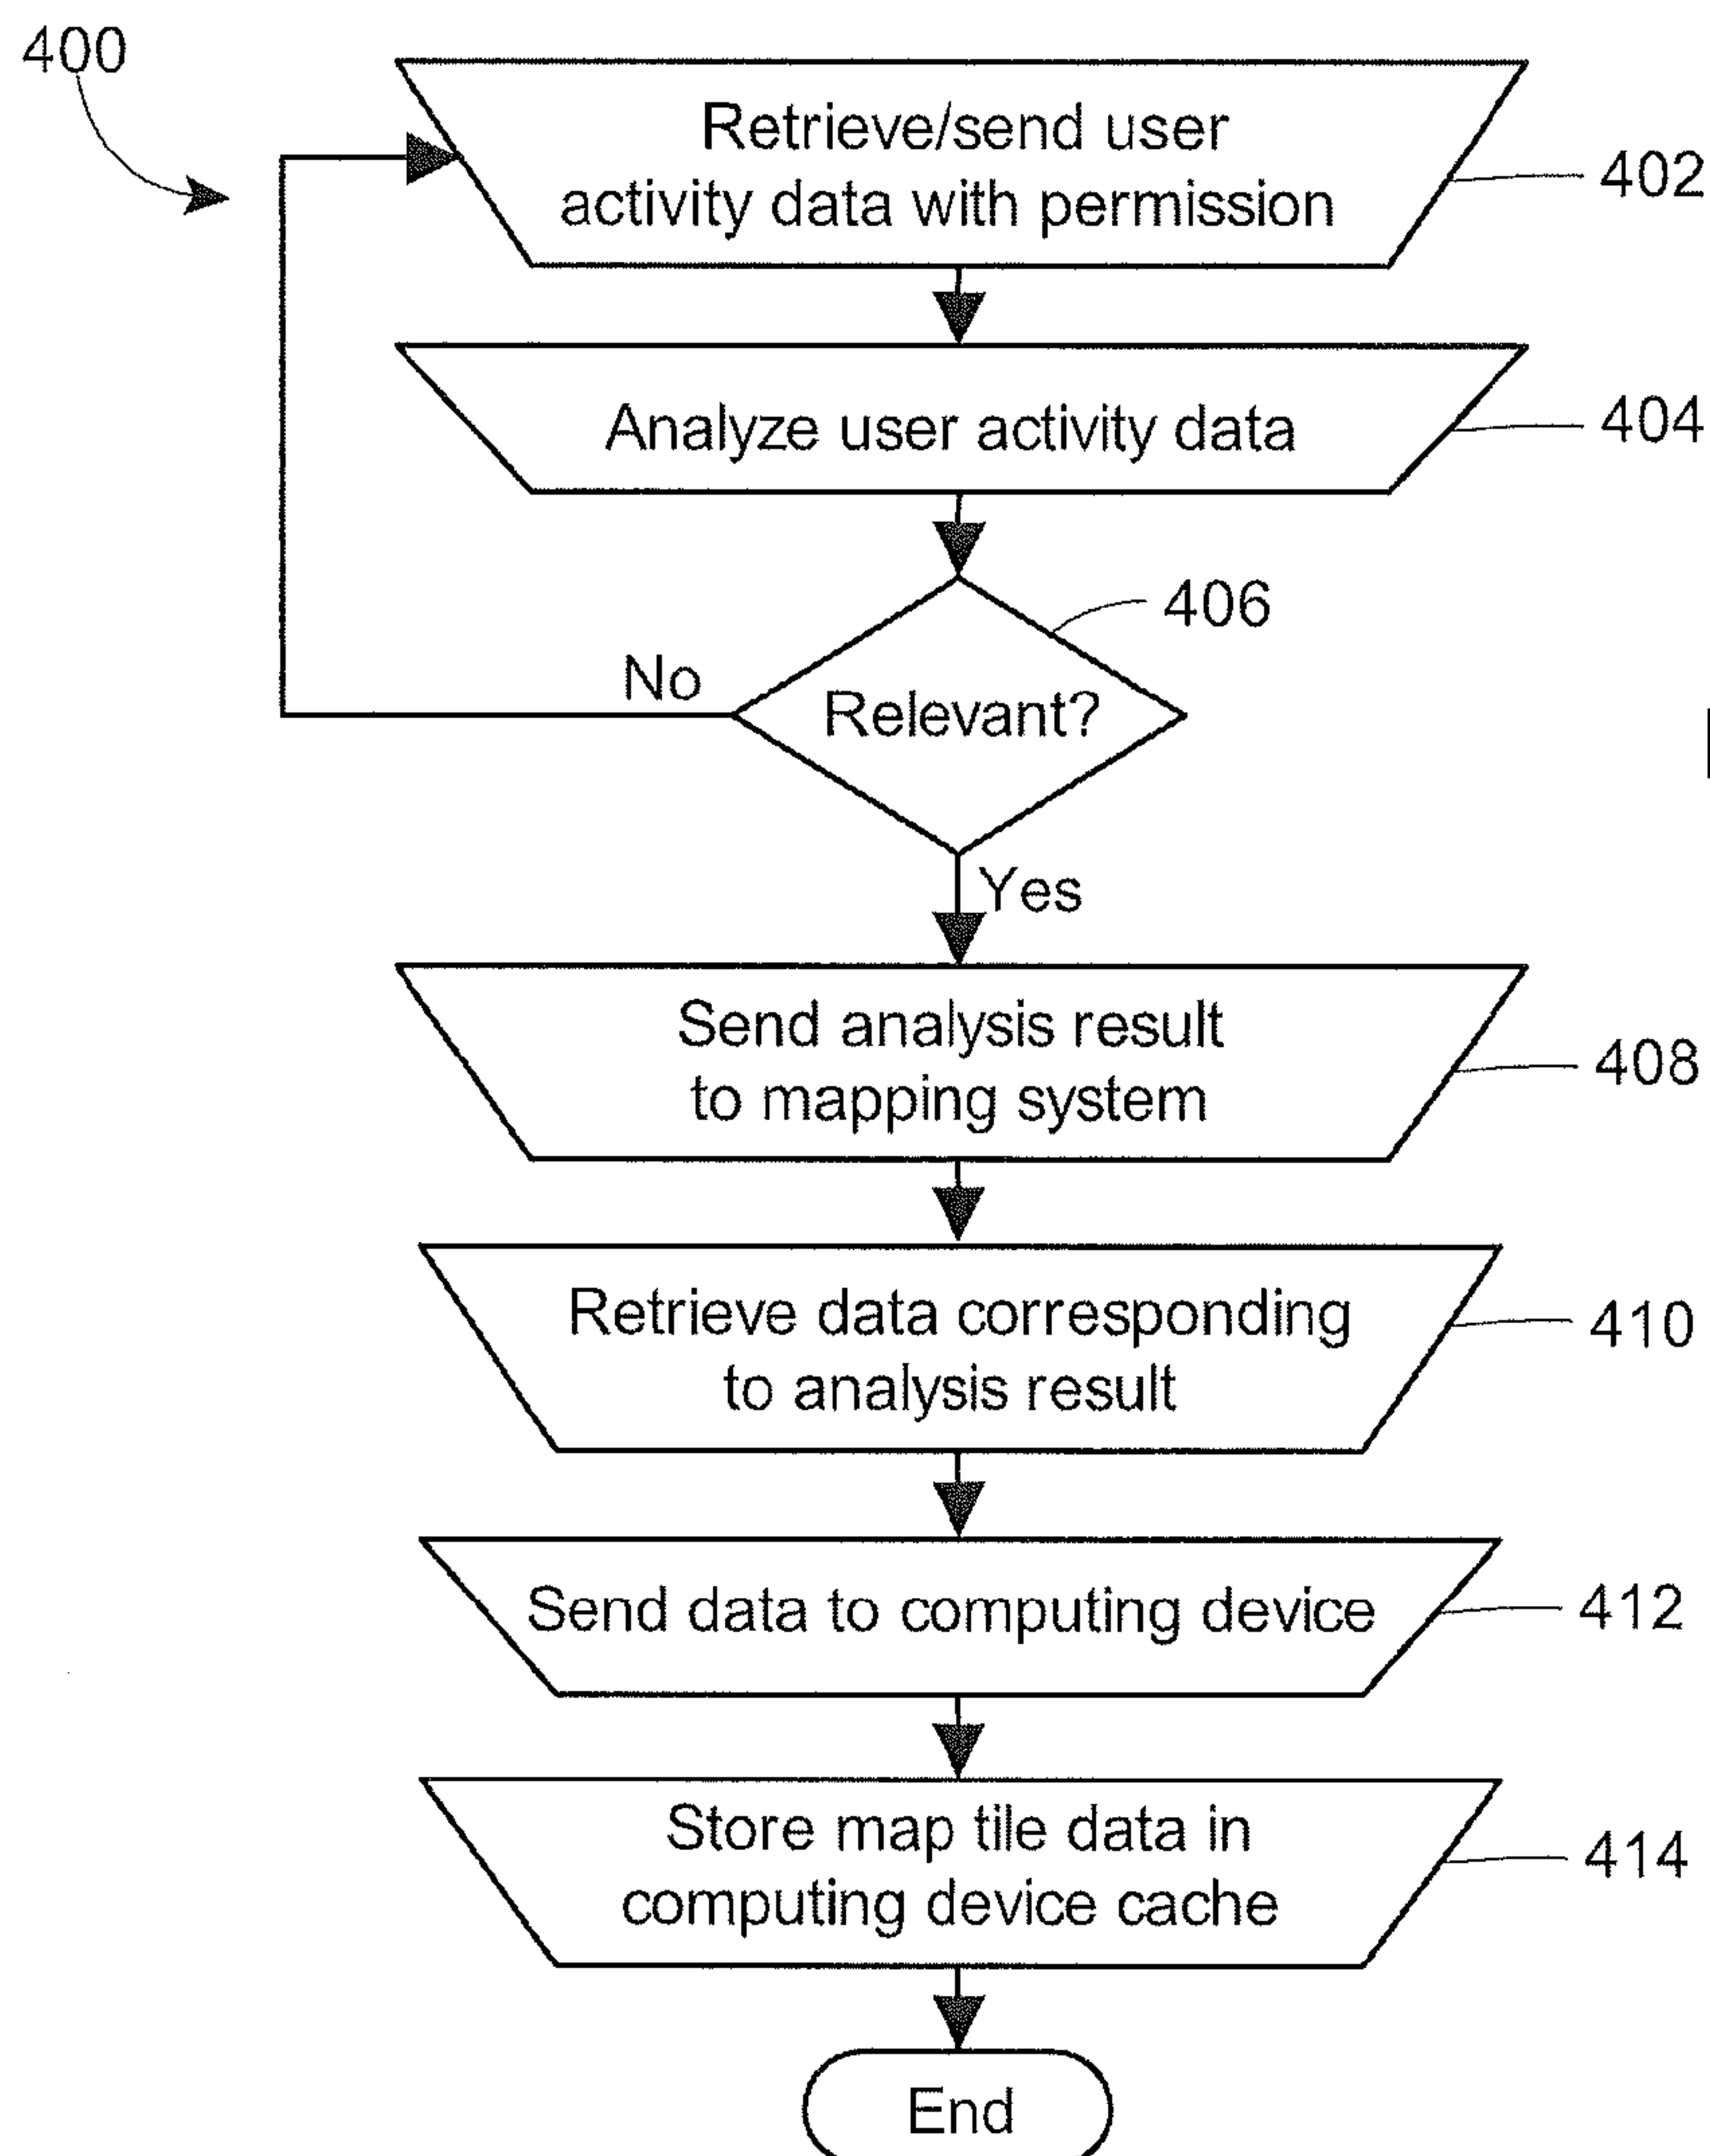 400
Retrieve/send user
activity data with permission
402
Analyze user activity data
404
406
Relevant?
No
Yes
Send analysis result
to mapping system
408
Retrieve data corresponding
to analysis result
410
Send data to computing device
412
Store map tile data in
computing device cache
414
End